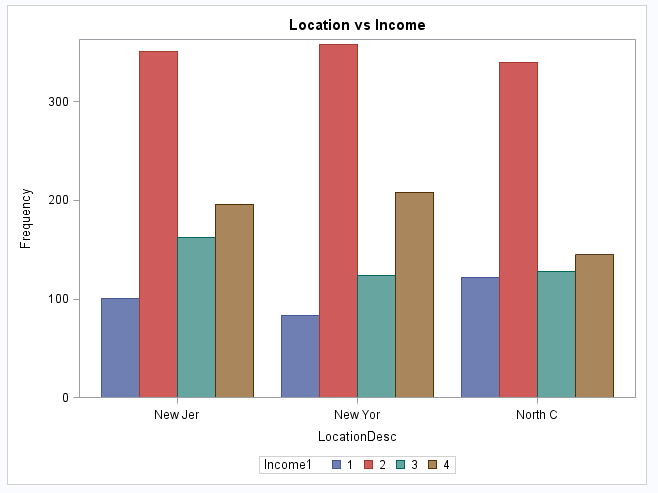 Location vs Income
300
200
100
0
Frequency
New Jer New Yor North C
LocationDesc
Income1 1 2 3 4